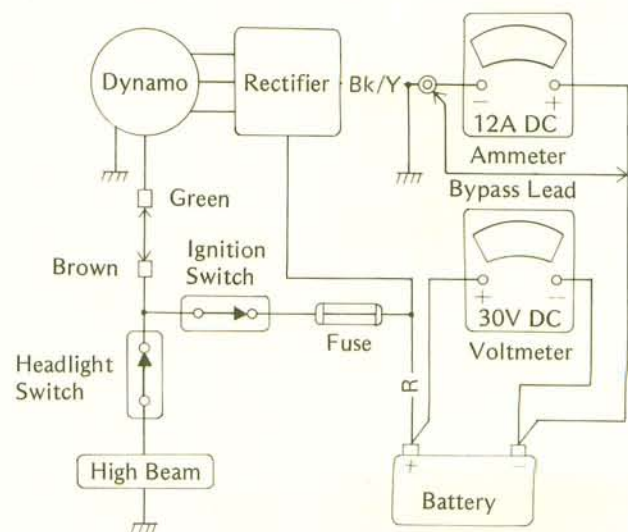 Dynamo
Rectifier
Bk/Y
- +
12A DC
Ammeter
Bypass Lead
Green
Brown
Ignition
Switch
Fuse
+ -
30V DC
Voltmeter
Headlight
Switch
R
High Beam
+ -
Battery